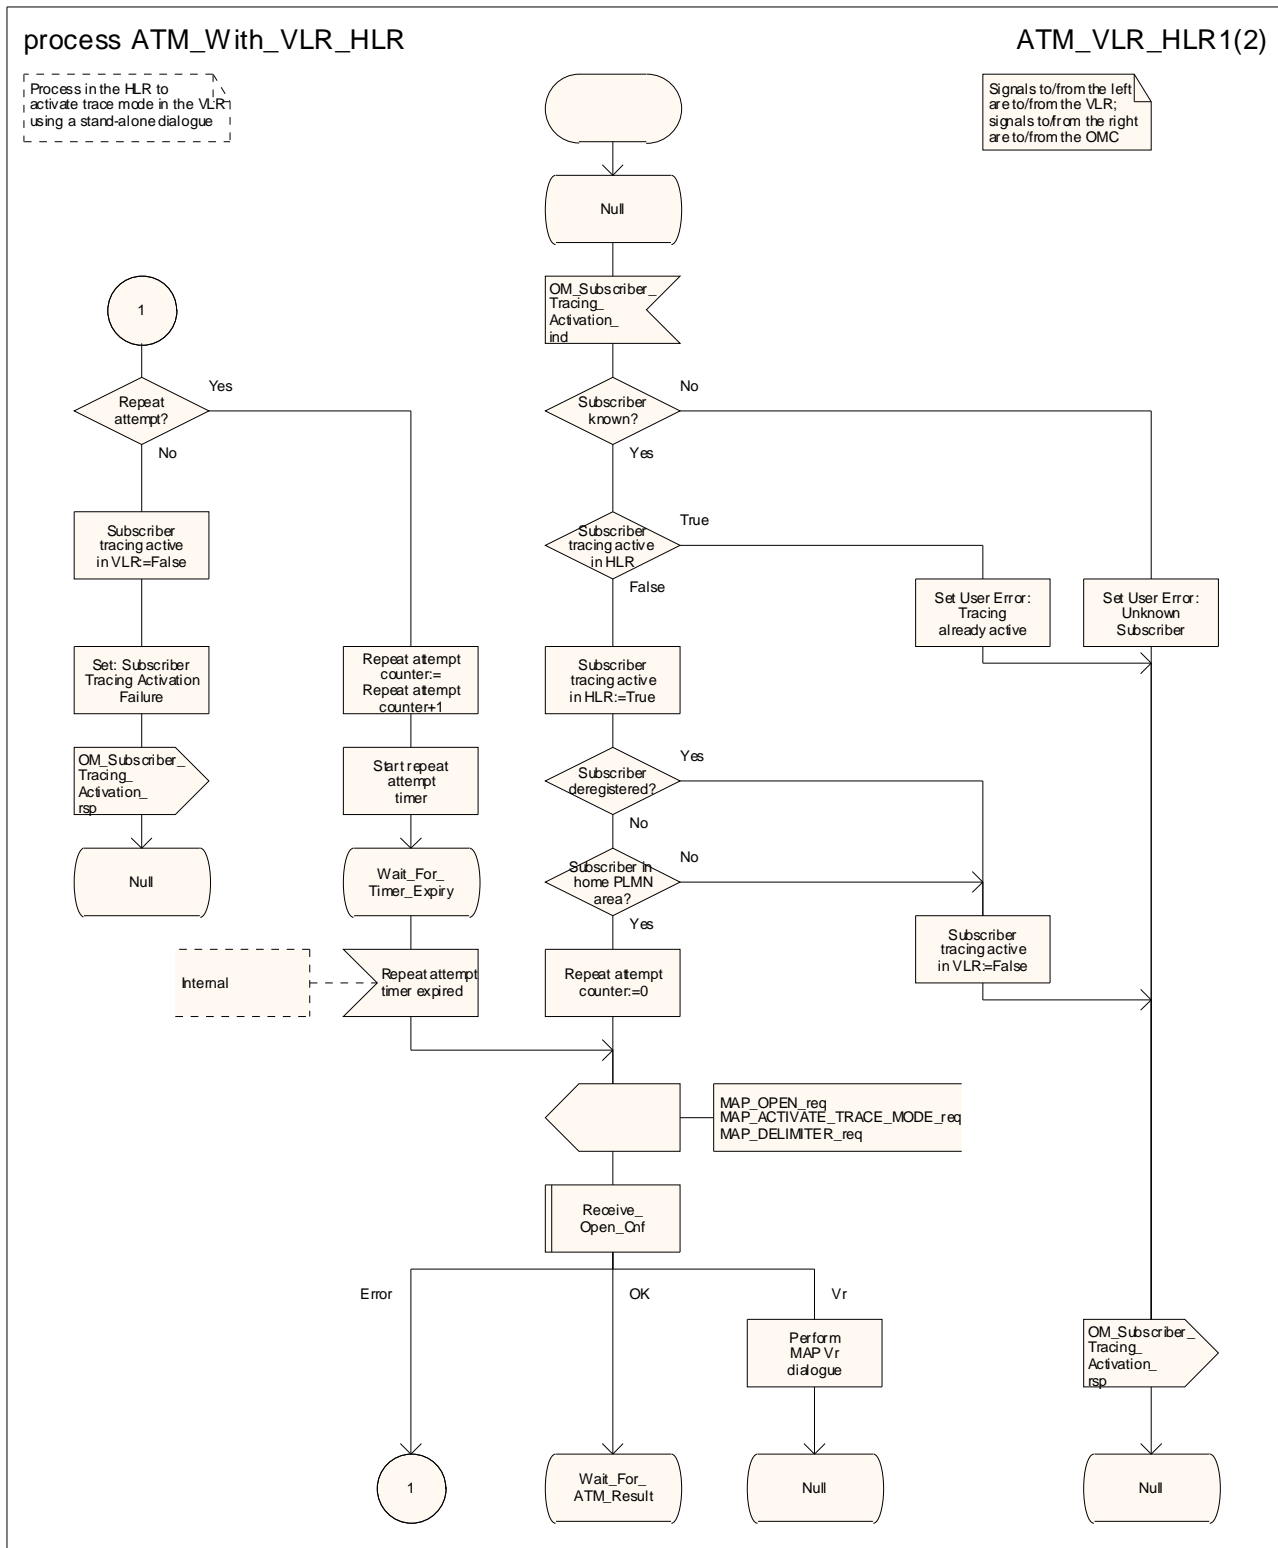 process ATM_With_VLR_HLR
ATM_VLR_HLR1(2)
Process in the HLR to
activate trace mode in the VLR
using a stand-alone dialogue
Signals to/from the left
are to/from the VLR;
signals to/from the right
are to/from the OMC
Null
OM_Subscriber_
Tracing_
Activation_
ind
1
Yes
Repeat
attempt?
No
No
Subscriber
known?
Yes
Subscriber
tracing active
in VLR:=False
True
Subscriber
tracing active
in HLR
False
Set User Error:
Tracing
already active
Set User Error:
Unknown
Subscriber
Set: Subscriber
Tracing Activation
Failure
Repeat attempt
counter:=
Repeat attempt
counter+1
Subscriber
tracing active
in HLR:=True
OM_Subscriber_
Tracing_
Activation_
rsp
Start repeat
attempt
timer
Yes
Subscriber
deregistered?
No
Null
Wait_For_
Timer_Expiry
No
Subscriber in
home PLMN
area?
Yes
Subscriber
tracing active
in VLR:=False
Internal
Repeat attempt
timer expired
Repeat attempt
counter:=0
MAP_OPEN_req
MAP_ACTIVATE_TRACE_MODE_req
MAP_DELIMITER_req
Receive_
Open_Cnf
Error
OK
Vr
Perform
MAP Vr
dialogue
OM_Subscriber_
Tracing_
Activation_
rsp
1
Wait_For_
ATM_Result
Null
Null